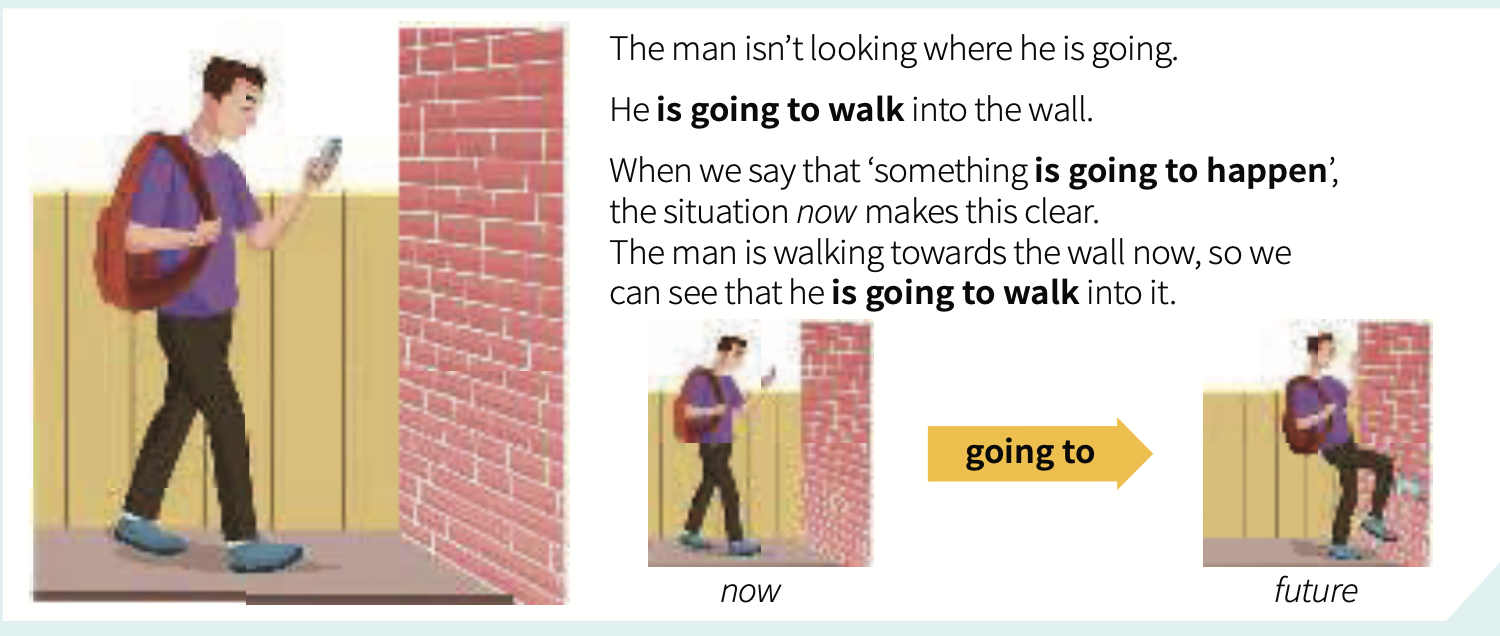 The man isn’t looking where he is going.
He is going to walk into the wall.
When we say that ‘something is going to happen’,
the situation now makes this clear.
The man is walking towards the wall now, so we
can see that he is going to walk into it.
going to
now
future